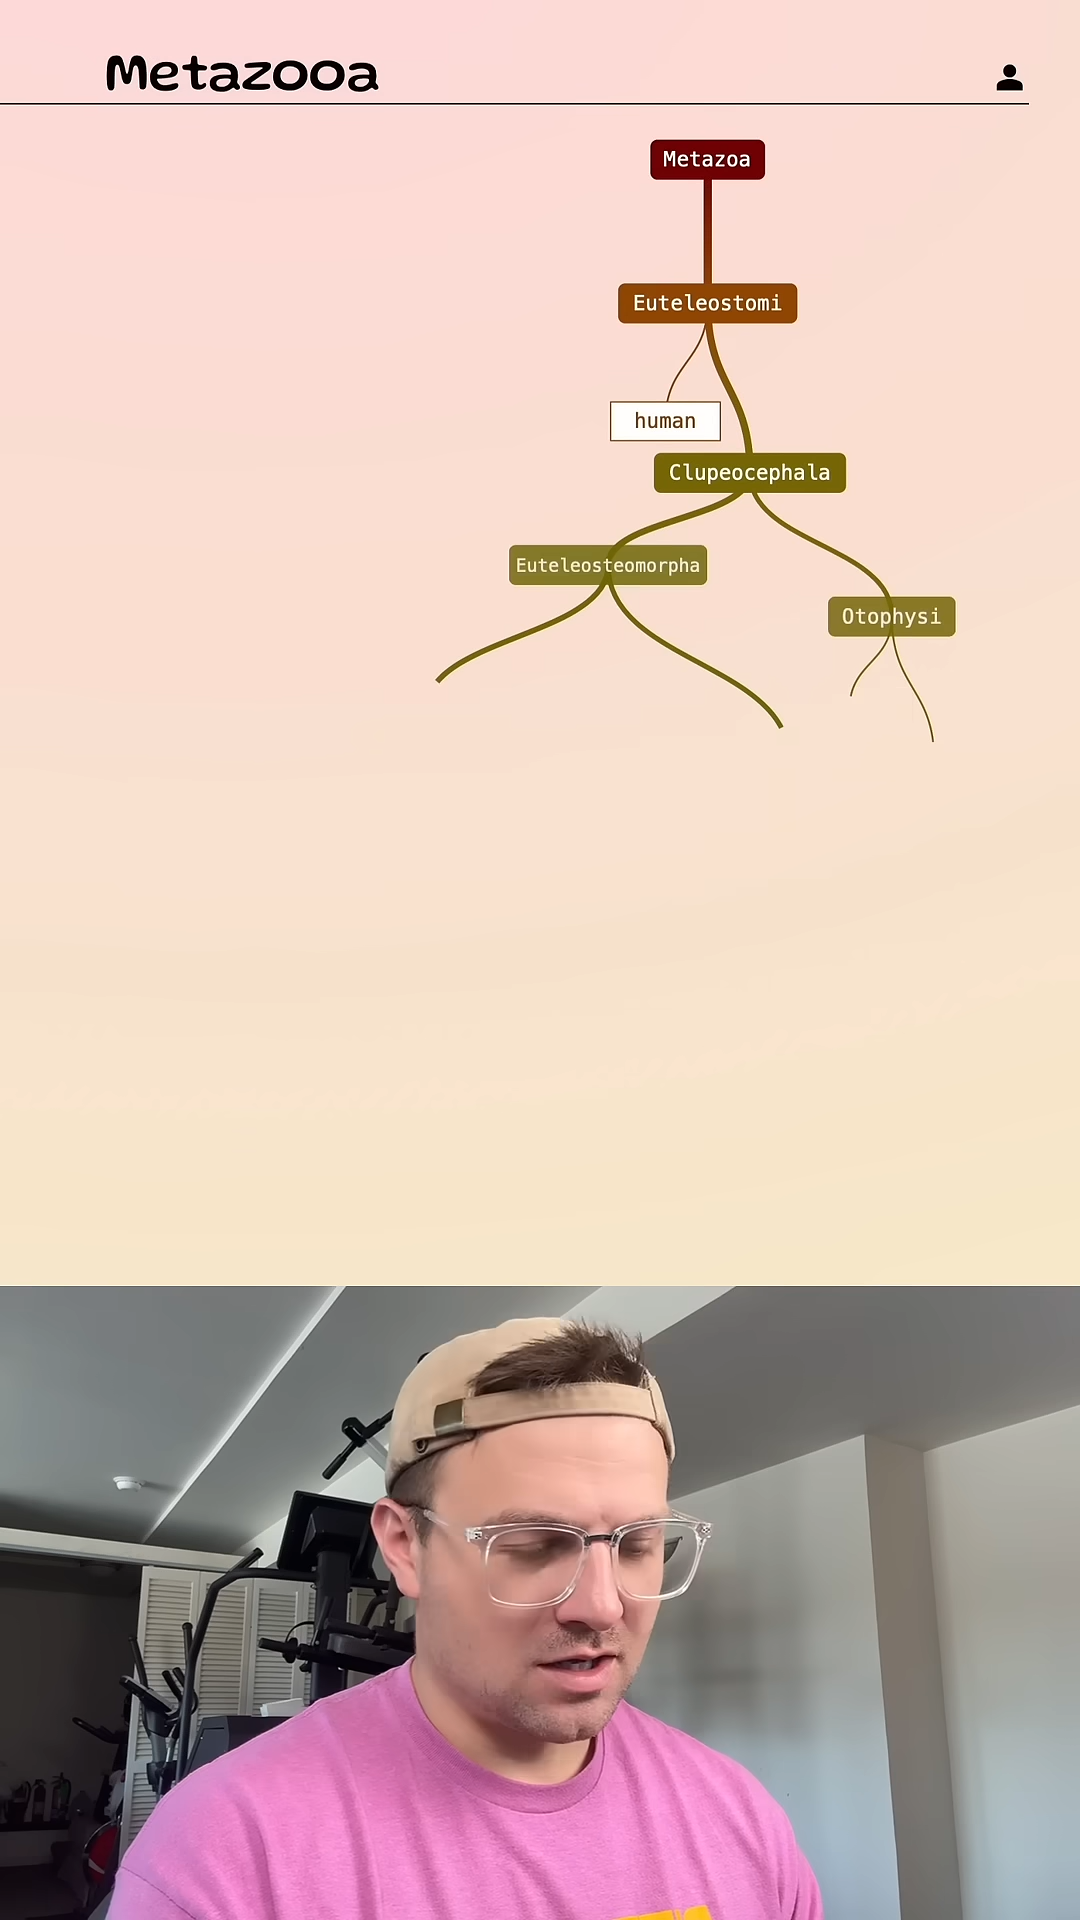 Metazooa
Metazoa
Euteleostomi
human
Clupeocephala
Euteleosteomorpha
Otophysi